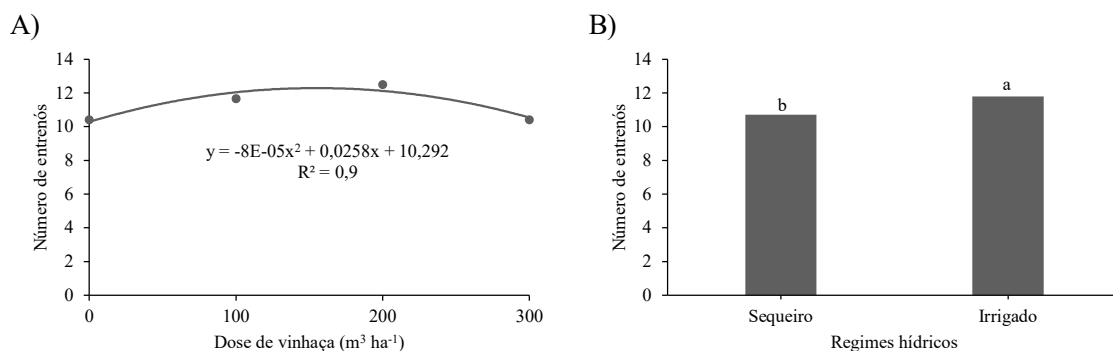 A)
Número de entrenós
14
12
10
8
6
4
2
0
y = -8E-05x² + 0,0258x + 10,292
R² = 0,9
0 100 200 300
Dose de vinhaça (m³ ha⁻¹)
B)
Número de entrenós
14
12
10
8
6
4
2
0
b
a
Sequeiro Irrigado
Regimes hídricos